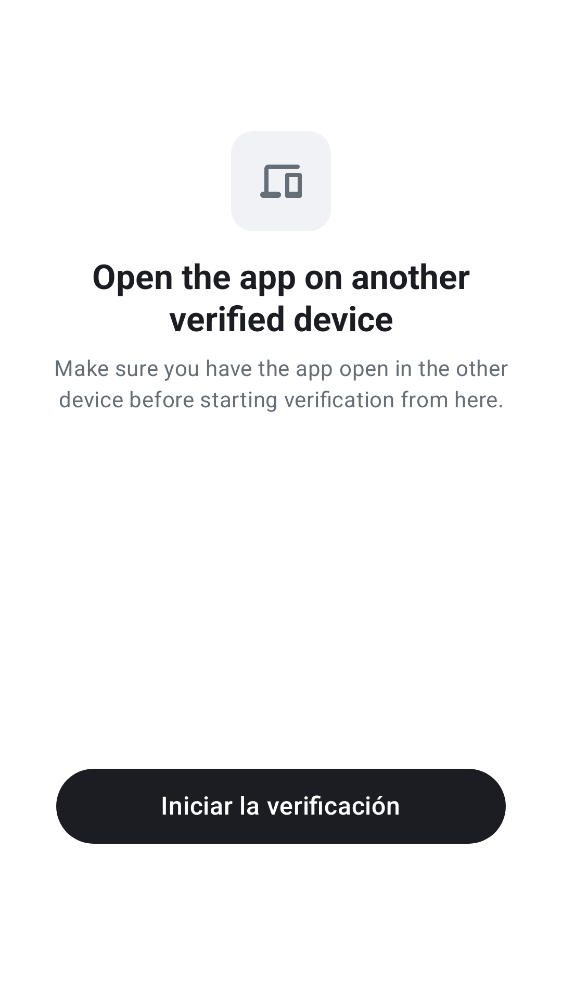 Open the app on another
verified device
Make sure you have the app open in the other
device before starting verification from here.
Iniciar la verificación